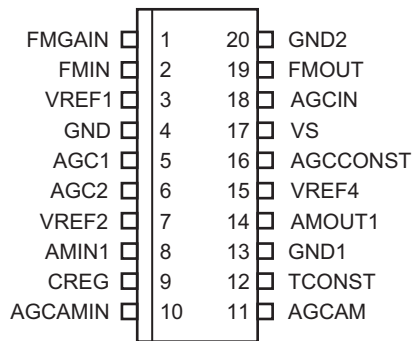 FMGAIN 1 20 GND2
FMIN 2 19 FMOUT
VREF1 3 18 AGCIN
GND 4 17 VS
AGC1 5 16 AGCCONST
AGC2 6 15 VREF4
VREF2 7 14 AMOUT1
AMIN1 8 13 GND1
CREG 9 12 TCONST
AGCAMIN 10 11 AGCAM